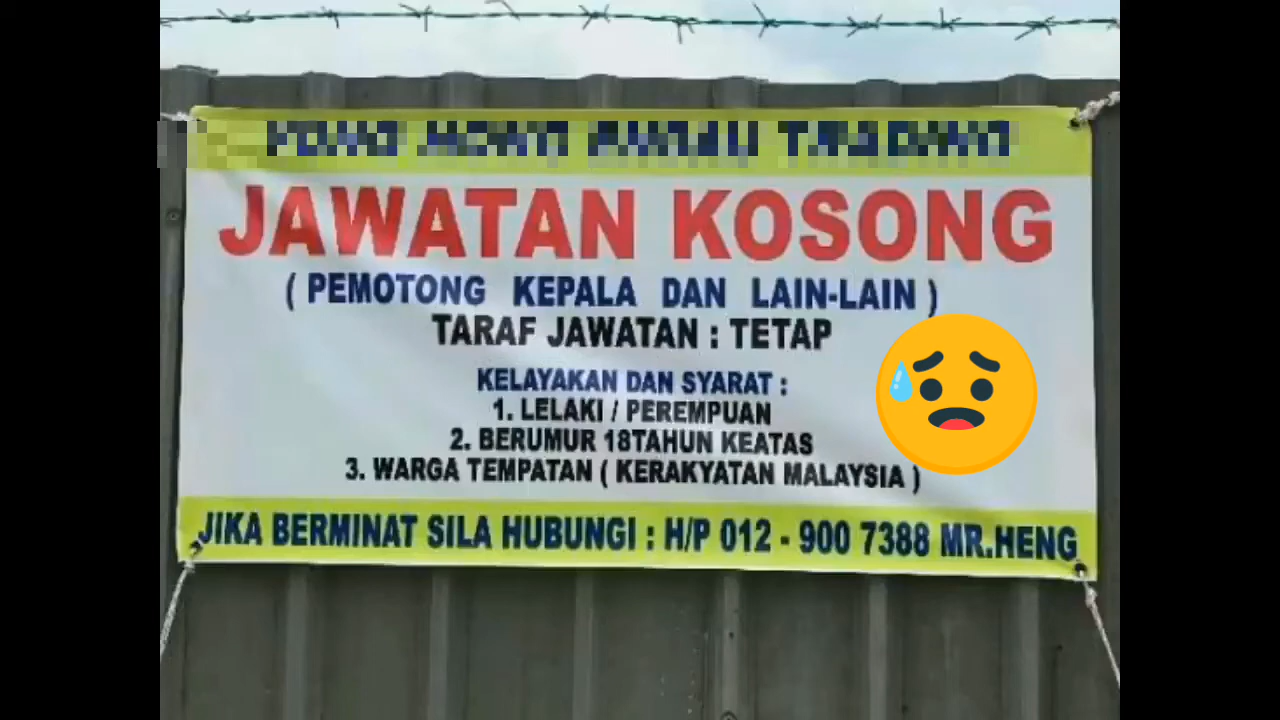 JAWATAN KOSONG
( PEMOTONG KEPALA DAN LAIN-LAIN )
TARAF JAWATAN : TETAP
KELAYAKAN DAN SYARAT :
1. LELAKI / PEREMPUAN
2. BERUMUR 18TAHUN KEATAS
3. WARGA TEMPATAN ( KERAKYATAN MALAYSIA )
JIKA BERMINAT SILA HUBUNGI : H/P 012 - 900 7388 MR.HENG